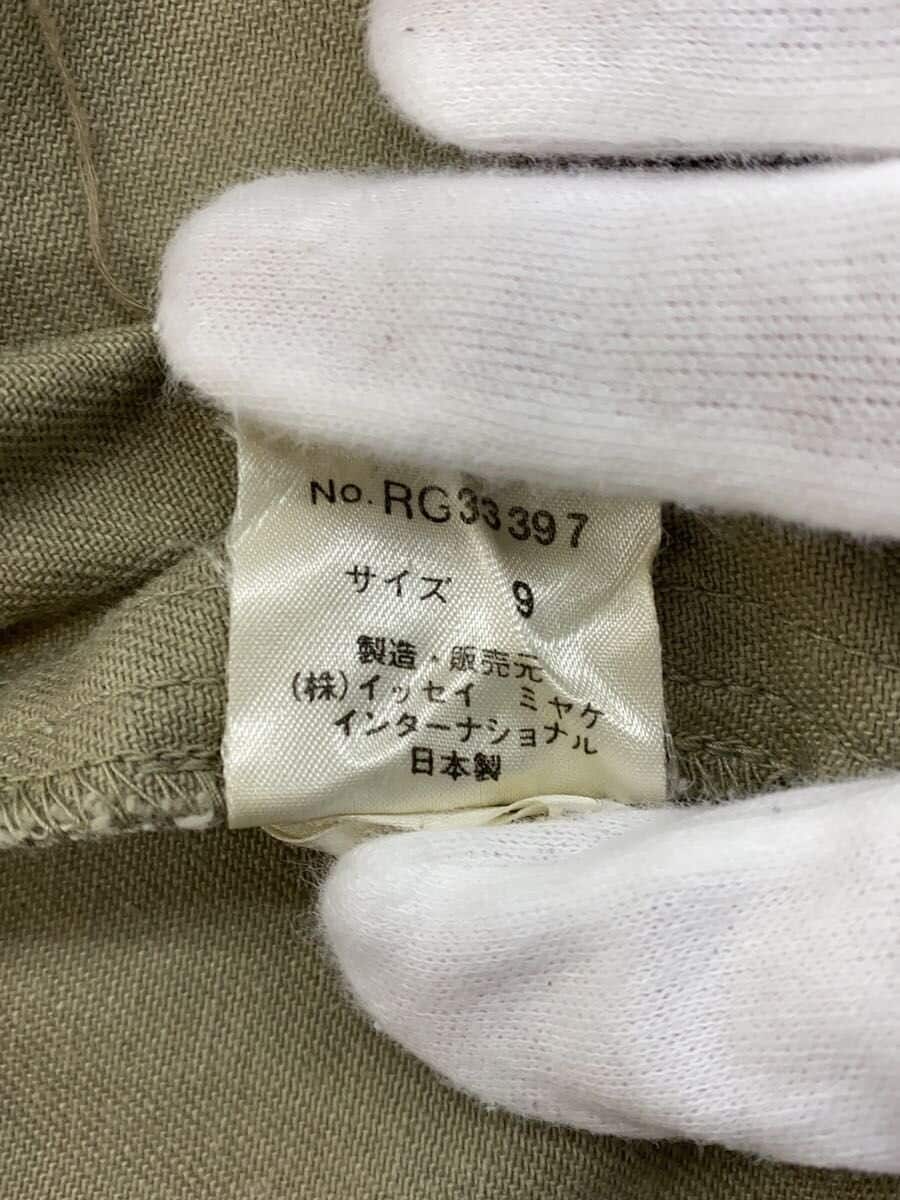 No. RG33397
サイズ 9
製造・販売元
(株)イッセイ ミヤケ
インターナショナル
日本製